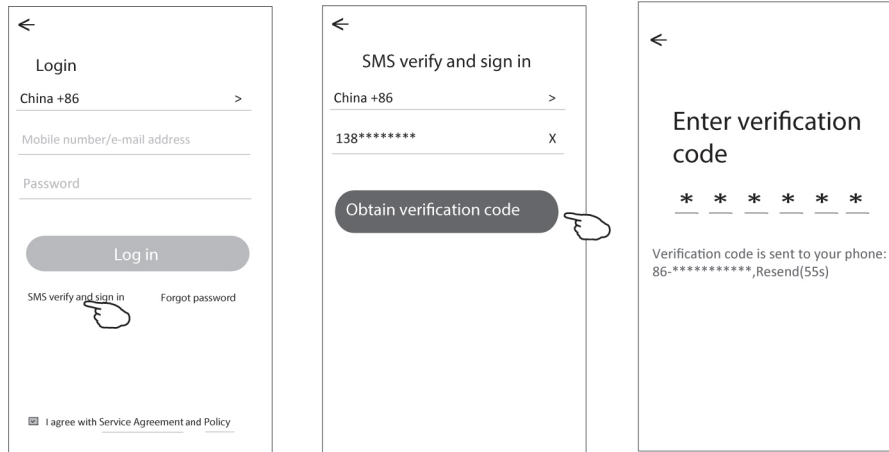 Login
China +86 >
Mobile number/e-mail address
Password
Log in
SMS verify and sign in Forgot password
I agree with Service Agreement and Policy
SMS verify and sign in
China +86 >
138******** X
Obtain verification code
Enter verification
code
* * * * * *
Verification code is sent to your phone:
86-***********,Resend(55s)